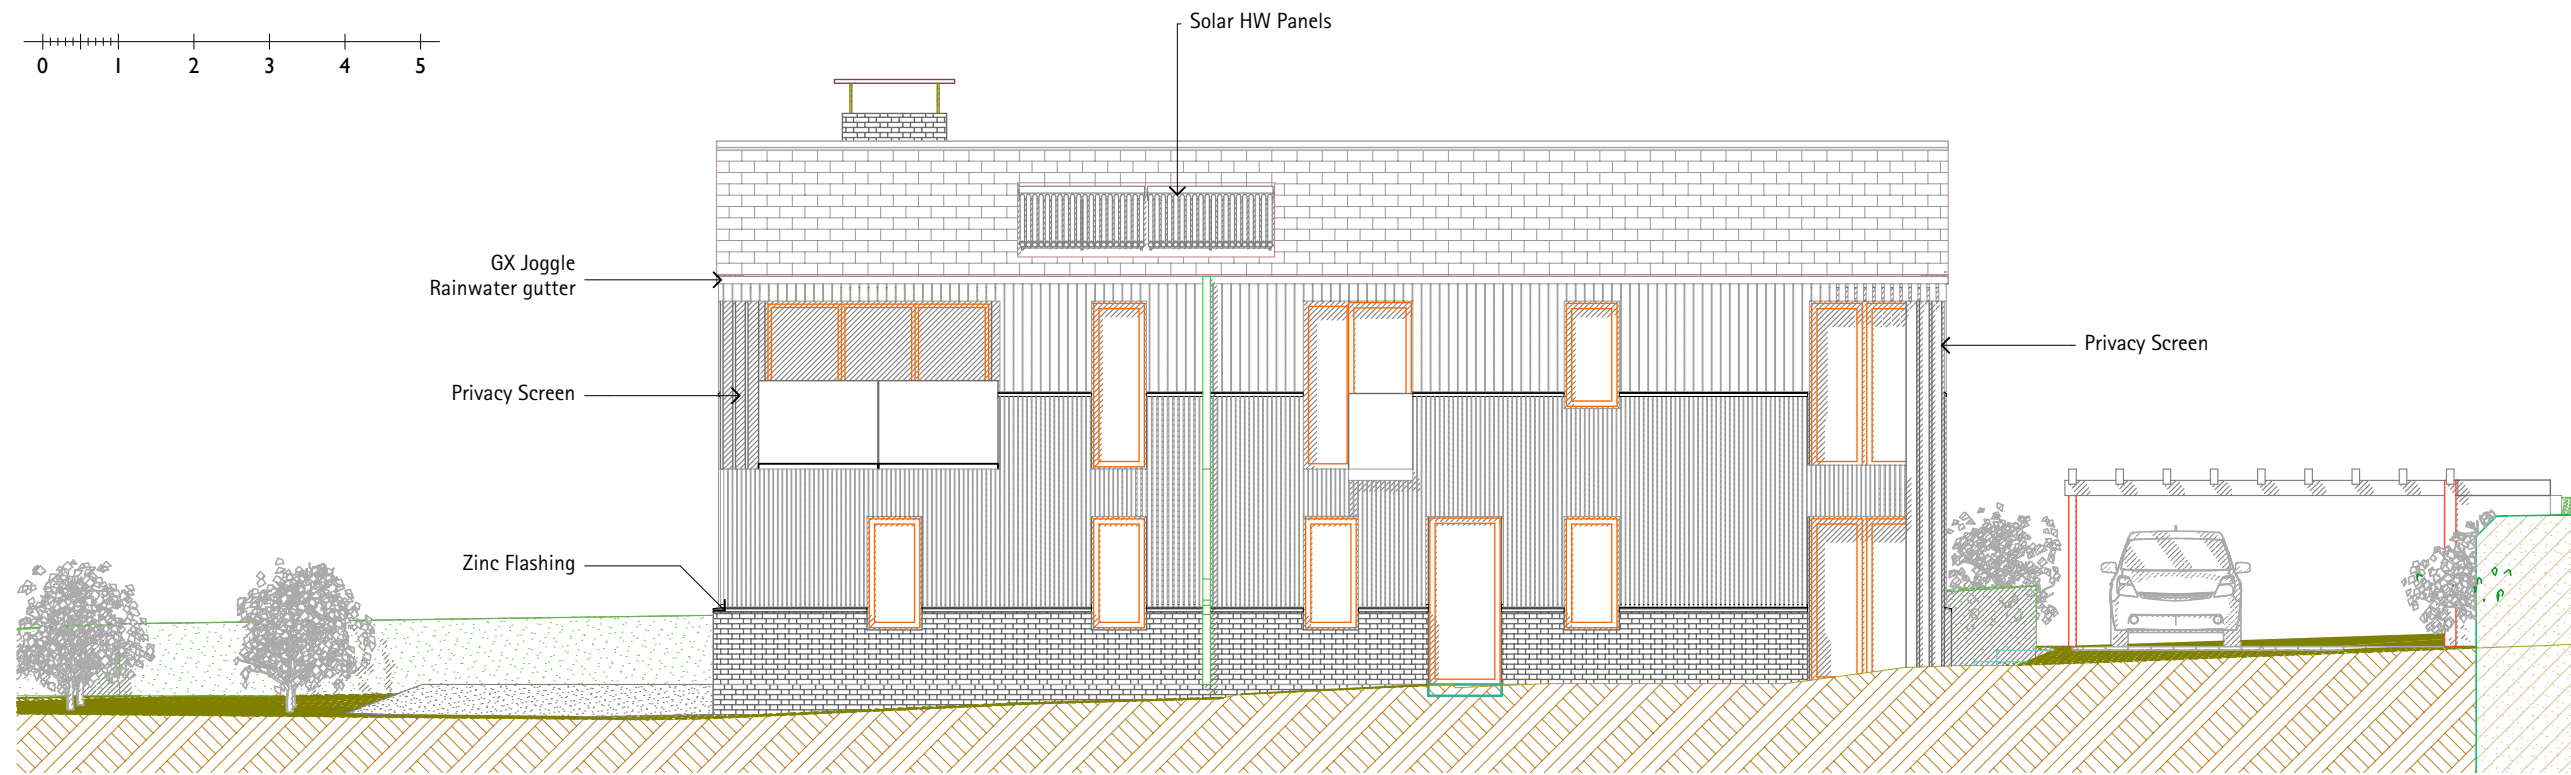 Solar HW Panels
0 1 2 3 4 5
GX Joggle
Rainwater gutter
Privacy Screen
Privacy Screen
Zinc Flashing